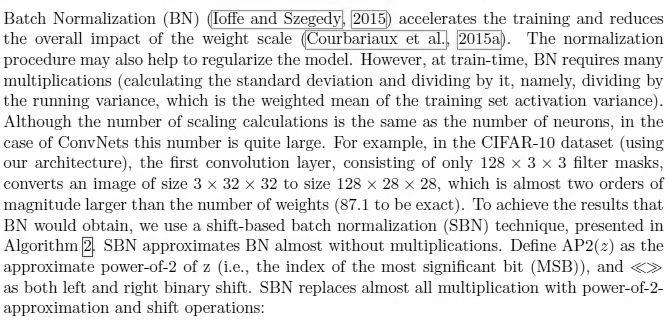 Batch Normalization (BN) (Ioffe and Szegedy, 2015) accelerates the training and reduces
the overall impact of the weight scale (Courbariaux et al., 2015a). The normalization
procedure may also help to regularize the model. However, at train-time, BN requires many
multiplications (calculating the standard deviation and dividing by it, namely, dividing by
the running variance, which is the weighted mean of the training set activation variance).
Although the number of scaling calculations is the same as the number of neurons, in the
case of ConvNets this number is quite large. For example, in the CIFAR-10 dataset (using
our architecture), the first convolution layer, consisting of only 128 × 3 × 3 filter masks,
converts an image of size 3 × 32 × 32 to size 128 × 28 × 28, which is almost two orders of
magnitude larger than the number of weights (87.1 to be exact). To achieve the results that
BN would obtain, we use a shift-based batch normalization (SBN) technique, presented in
Algorithm 2. SBN approximates BN almost without multiplications. Define AP2(z) as the
approximate power-of-2 of z (i.e., the index of the most significant bit (MSB)), and ≪≫
as both left and right binary shift. SBN replaces almost all multiplication with power-of-2-
approximation and shift operations: